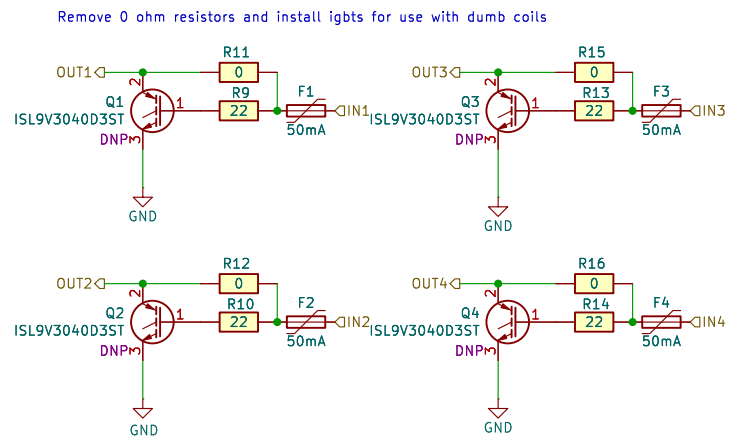 Remove 0 ohm resistors and install igbts for use with dumb coils
R11
OUT1 0
2 R9 F1
Q1 1 22 IN1
ISL9V3040D3ST 50mA
DNP 3
GND
R15
OUT3 0
2 R13 F3
Q3 1 22 IN3
ISL9V3040D3ST 50mA
DNP 3
GND
R12
OUT2 0
2 R10 F2
Q2 1 22 IN2
ISL9V3040D3ST 50mA
DNP 3
GND
R16
OUT4 0
2 R14 F4
Q4 1 22 IN4
ISL9V3040D3ST 50mA
DNP 3
GND